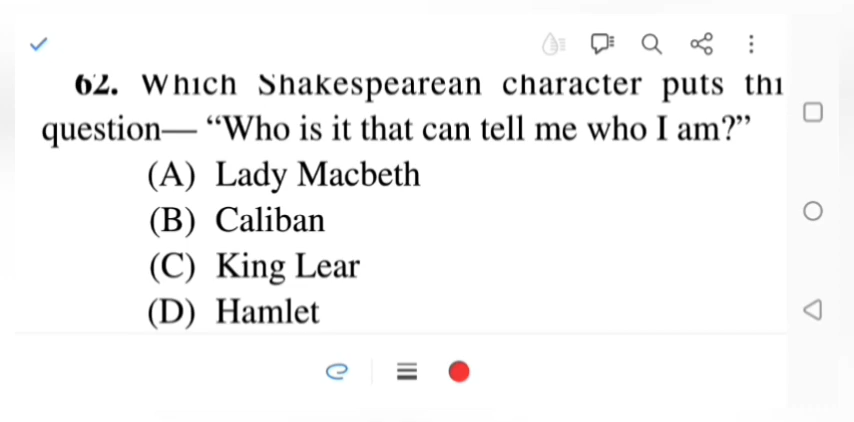 62. Which Shakespearean character puts thi
question— “Who is it that can tell me who I am?”
(A) Lady Macbeth
(B) Caliban
(C) King Lear
(D) Hamlet